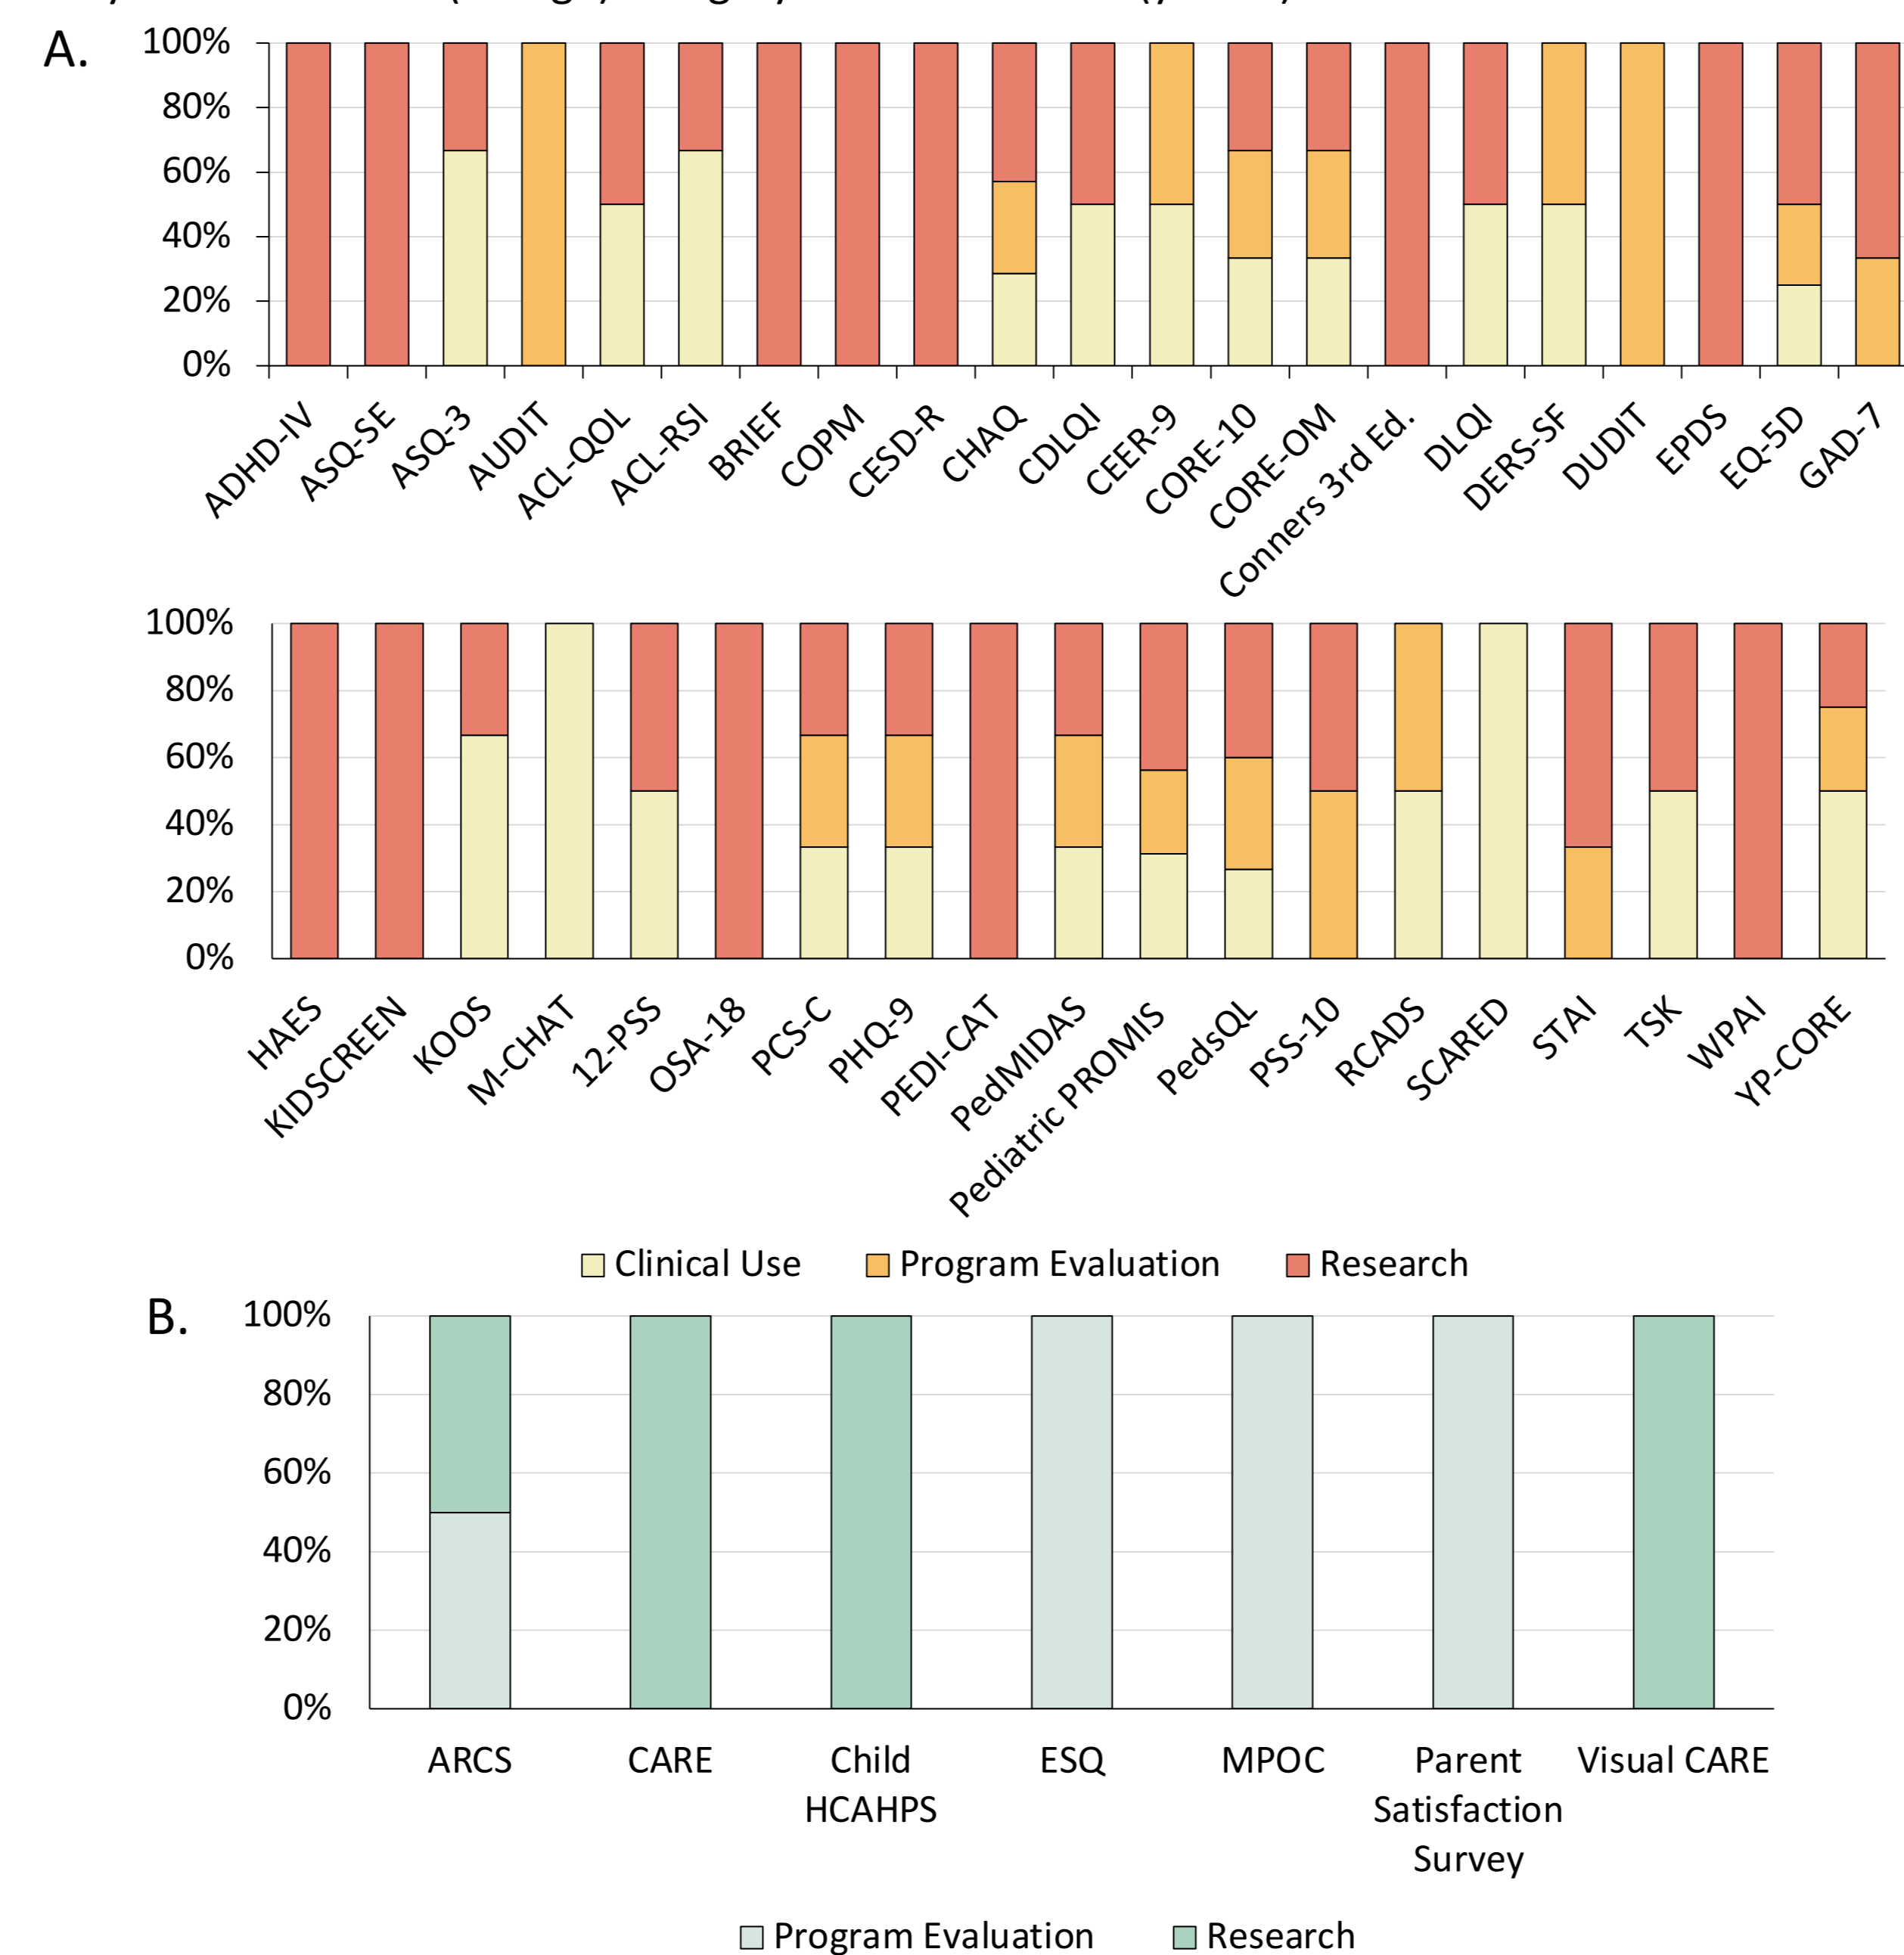 A.
100%
80%
60%
40%
20%
0%
ADHD-IV
ASQ-SE
ASQ-3
AUDIT
ACL-QOL
ACL-RSI
BRIEF
COPM
CESD-R
CHAQ
CDLQI
CEER-9
CORE-10
CORE-OM
Conners 3rd Ed.
DLQI
DERS-SF
DUDIT
EPDS
EQ-5D
GAD-7
100%
80%
60%
40%
20%
0%
HAES
KIDSCREEN
KOOS
M-CHAT
12-PSS
OSA-18
PCS-C
PHQ-9
PEDI-CAT
PedMIDAS
Pediatric PROMIS
PedsQL
PSS-10
RCADS
SCARED
STAI
TSK
WPAI
YP-CORE
Clinical Use
Program Evaluation
Research
B.
100%
80%
60%
40%
20%
0%
ARCS
CARE
Child
HCAHPS
ESQ
MPOC
Parent
Satisfaction
Survey
Visual CARE
Program Evaluation
Research